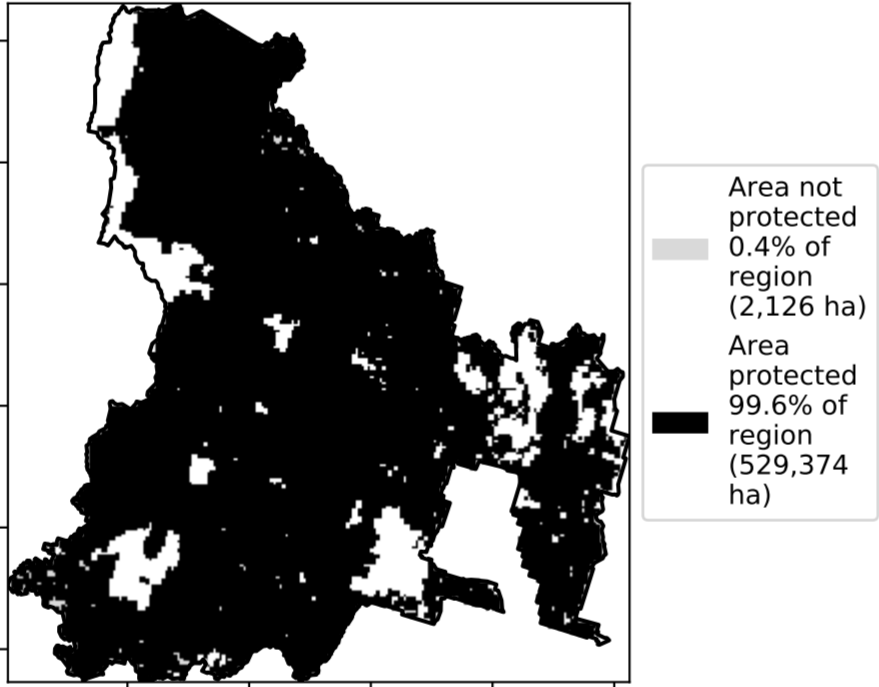 Area not
protected
0.4% of
region
(2,126 ha)
Area
protected
99.6% of
region
(529,374
ha)